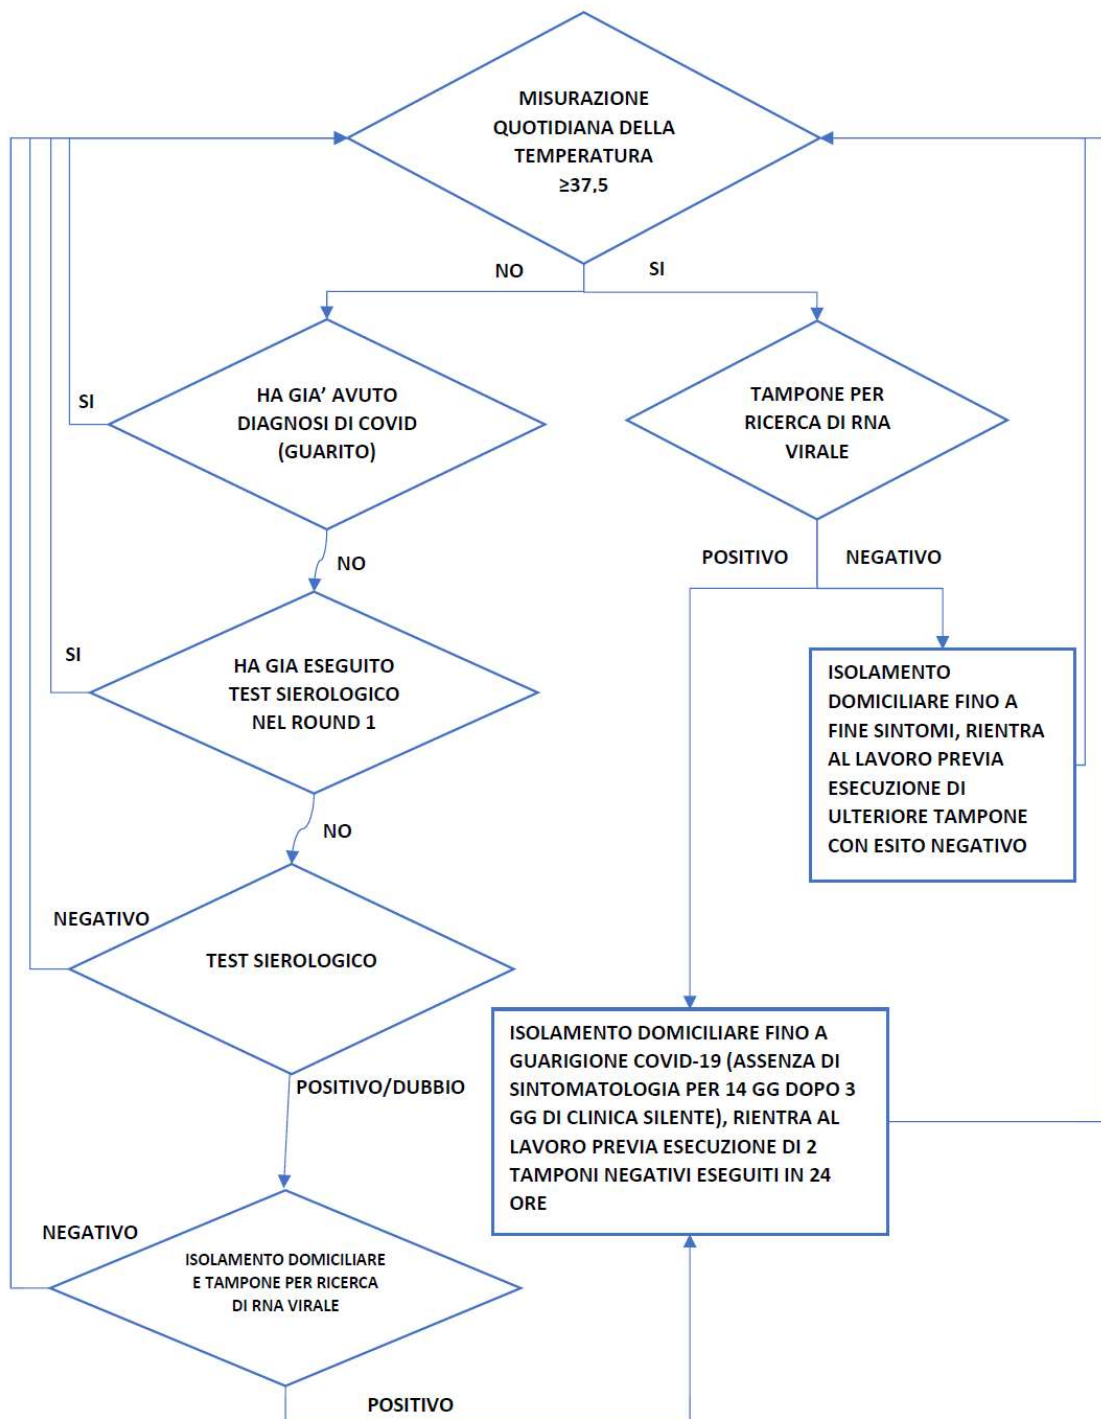 MISURAZIONE
QUOTIDIANA DELLA
TEMPERATURA
≥37,5
NO
SI
SI
HA GIA’ AVUTO
DIAGNOSI DI COVID
(GUARITO)
TAMPONE PER
RICERCA DI RNA
VIRALE
NO
POSITIVO
NEGATIVO
SI
HA GIA ESEGUITO
TEST SIEROLOGICO
NEL ROUND 1
ISOLAMENTO
DOMICILIARE FINO A
FINE SINTOMI, RIENTRA
AL LAVORO PREVIA
ESECUZIONE DI
ULTERIORE TAMPONE
CON ESITO NEGATIVO
NO
NEGATIVO
TEST SIEROLOGICO
POSITIVO/DUBBIO
ISOLAMENTO DOMICILIARE FINO A
GUARIGIONE COVID-19 (ASSENZA DI
SINTOMATOLOGIA PER 14 GG DOPO 3
GG DI CLINICA SILENTE), RIENTRA AL
LAVORO PREVIA ESECUZIONE DI 2
TAMPONI NEGATIVI ESEGUITI IN 24
ORE
NEGATIVO
ISOLAMENTO DOMICILIARE
E TAMPONE PER RICERCA
DI RNA VIRALE
POSITIVO